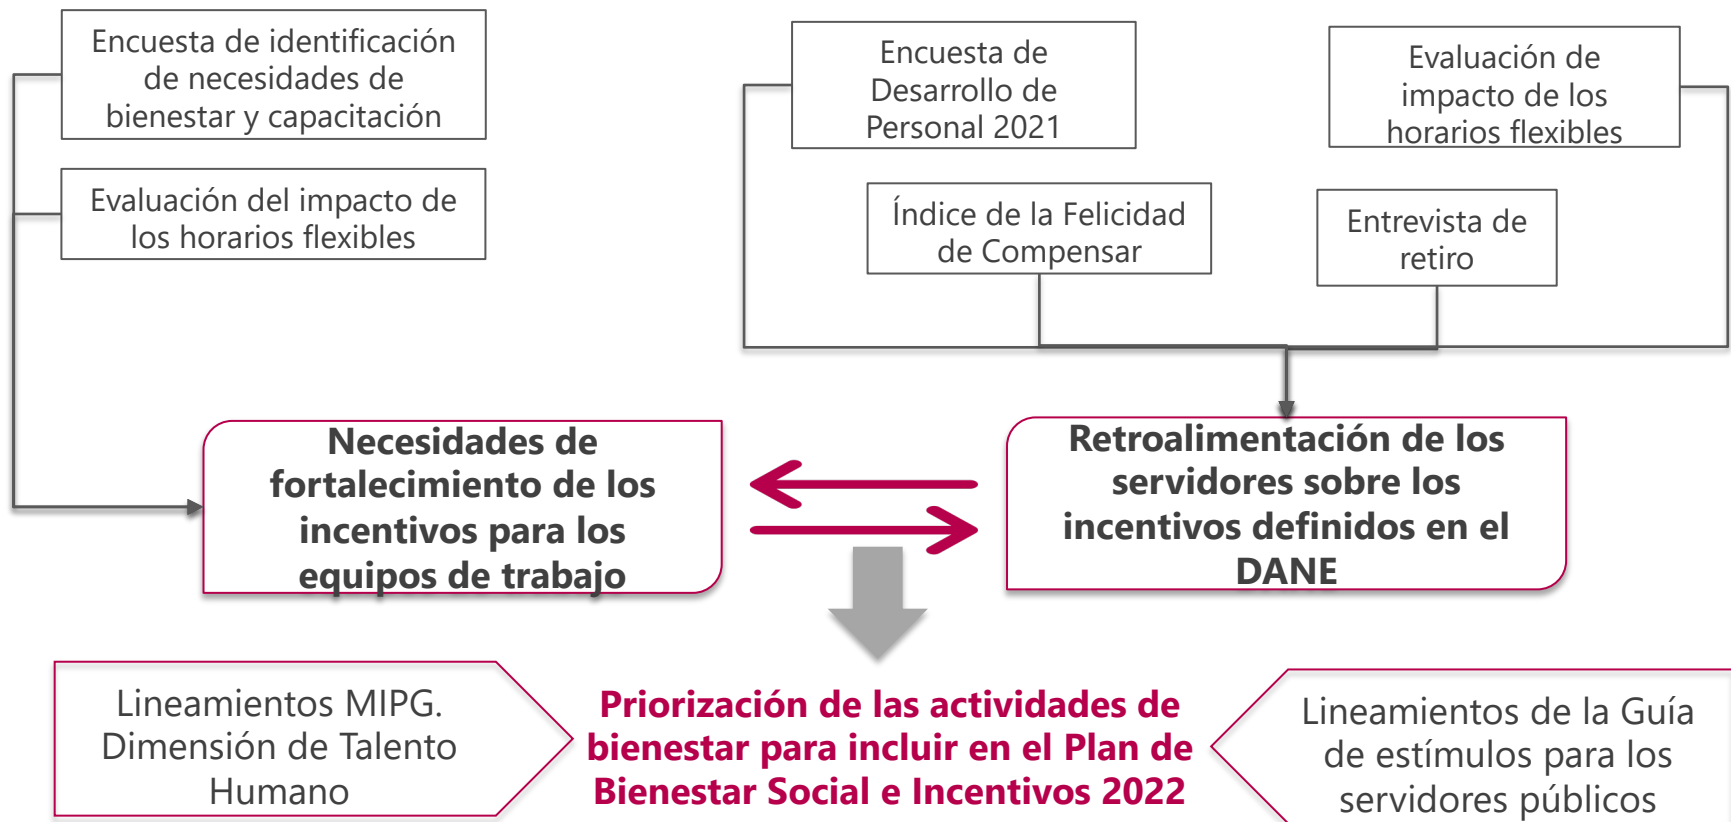 Encuesta de identificación
de necesidades de
bienestar y capacitación
Evaluación del impacto de
los horarios flexibles
Encuesta de
Desarrollo de
Personal 2021
Evaluación de
impacto de los
horarios flexibles
Índice de la Felicidad
de Compensar
Entrevista de
retiro
Necesidades de
fortalecimiento de los
incentivos para los
equipos de trabajo
Retroalimentación de los
servidores sobre los
incentivos definidos en el
DANE
Lineamientos MIPG.
Dimensión de Talento
Humano
Priorización de las actividades de
bienestar para incluir en el Plan de
Bienestar Social e Incentivos 2022
Lineamientos de la Guía
de estímulos para los
servidores públicos